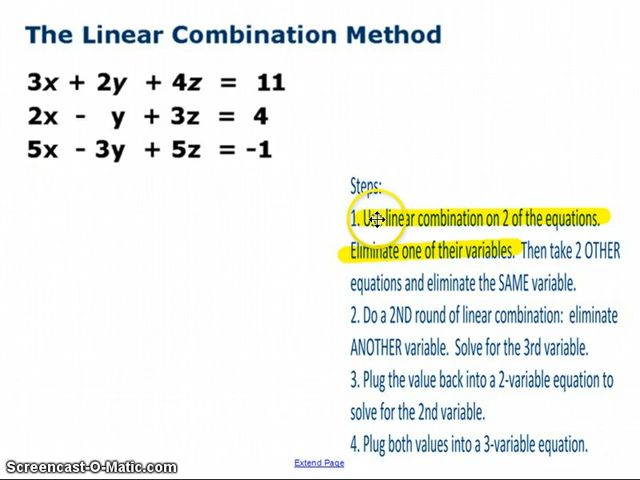 The Linear Combination Method
3x + 2y + 4z = 11
2x - y + 3z = 4
5x - 3y + 5z = -1
Steps:
1. Use linear combination on 2 of the equations.
Eliminate one of their variables. Then take 2 OTHER
equations and eliminate the SAME variable.
2. Do a 2ND round of linear combination: eliminate
ANOTHER variable. Solve for the 3rd variable.
3. Plug the value back into a 2-variable equation to
solve for the 2nd variable.
4. Plug both values into a 3-variable equation.
Extend Page
Screencast-O-Matic.com